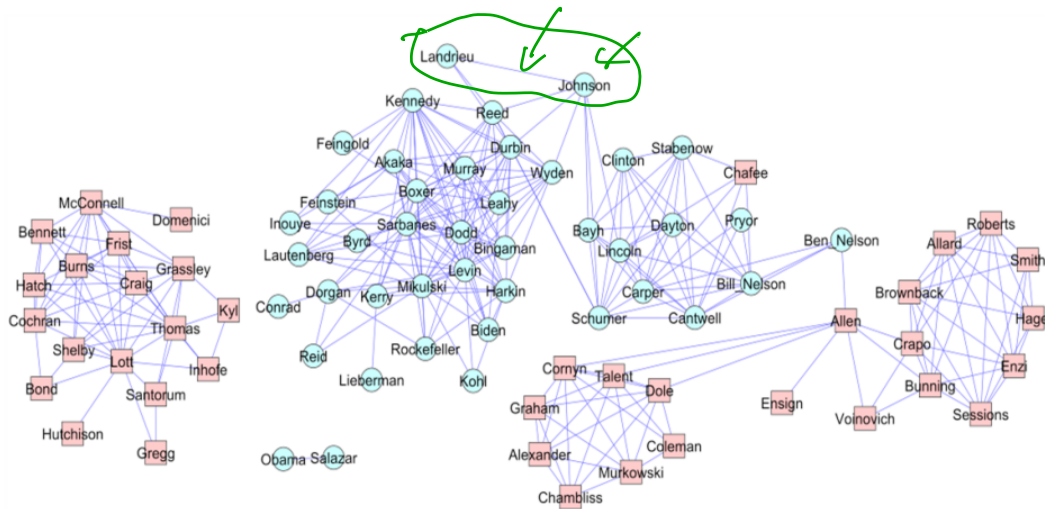 Landrieu
Johnson
Kennedy
Reed
Feingold
Durbin
Akaka
Murray
Wyden
Clinton
Stabenow
Chafee
Boxer
McConnell
Domenici
Feinstein
Leahy
Roberts
Inouye
Sarbanes
Dodd
Bayh
Dayton
Pryor
Bennett
Frist
Byrd
Bingaman
Lincoln
Ben_Nelson
Allard
Lautenberg
Levin
Smith
Burns
Grassley
Craig
Hatch
Dorgan
Kerry
Mikulski
Harkin
Carper
Bill_Nelson
Brownback
Conrad
Kyl
Cochran
Thomas
Biden
Schumer
Cantwell
Allen
Hage
Shelby
Lott
Inhofe
Reid
Rockefeller
Crapo
Enzi
Bond
Santorum
Lieberman
Kohl
Cornyn
Talent
Dole
Bunning
Ensign
Graham
Voinovich
Sessions
Hutchison
Gregg
Obama
Salazar
Alexander
Coleman
Murkowski
Chambliss